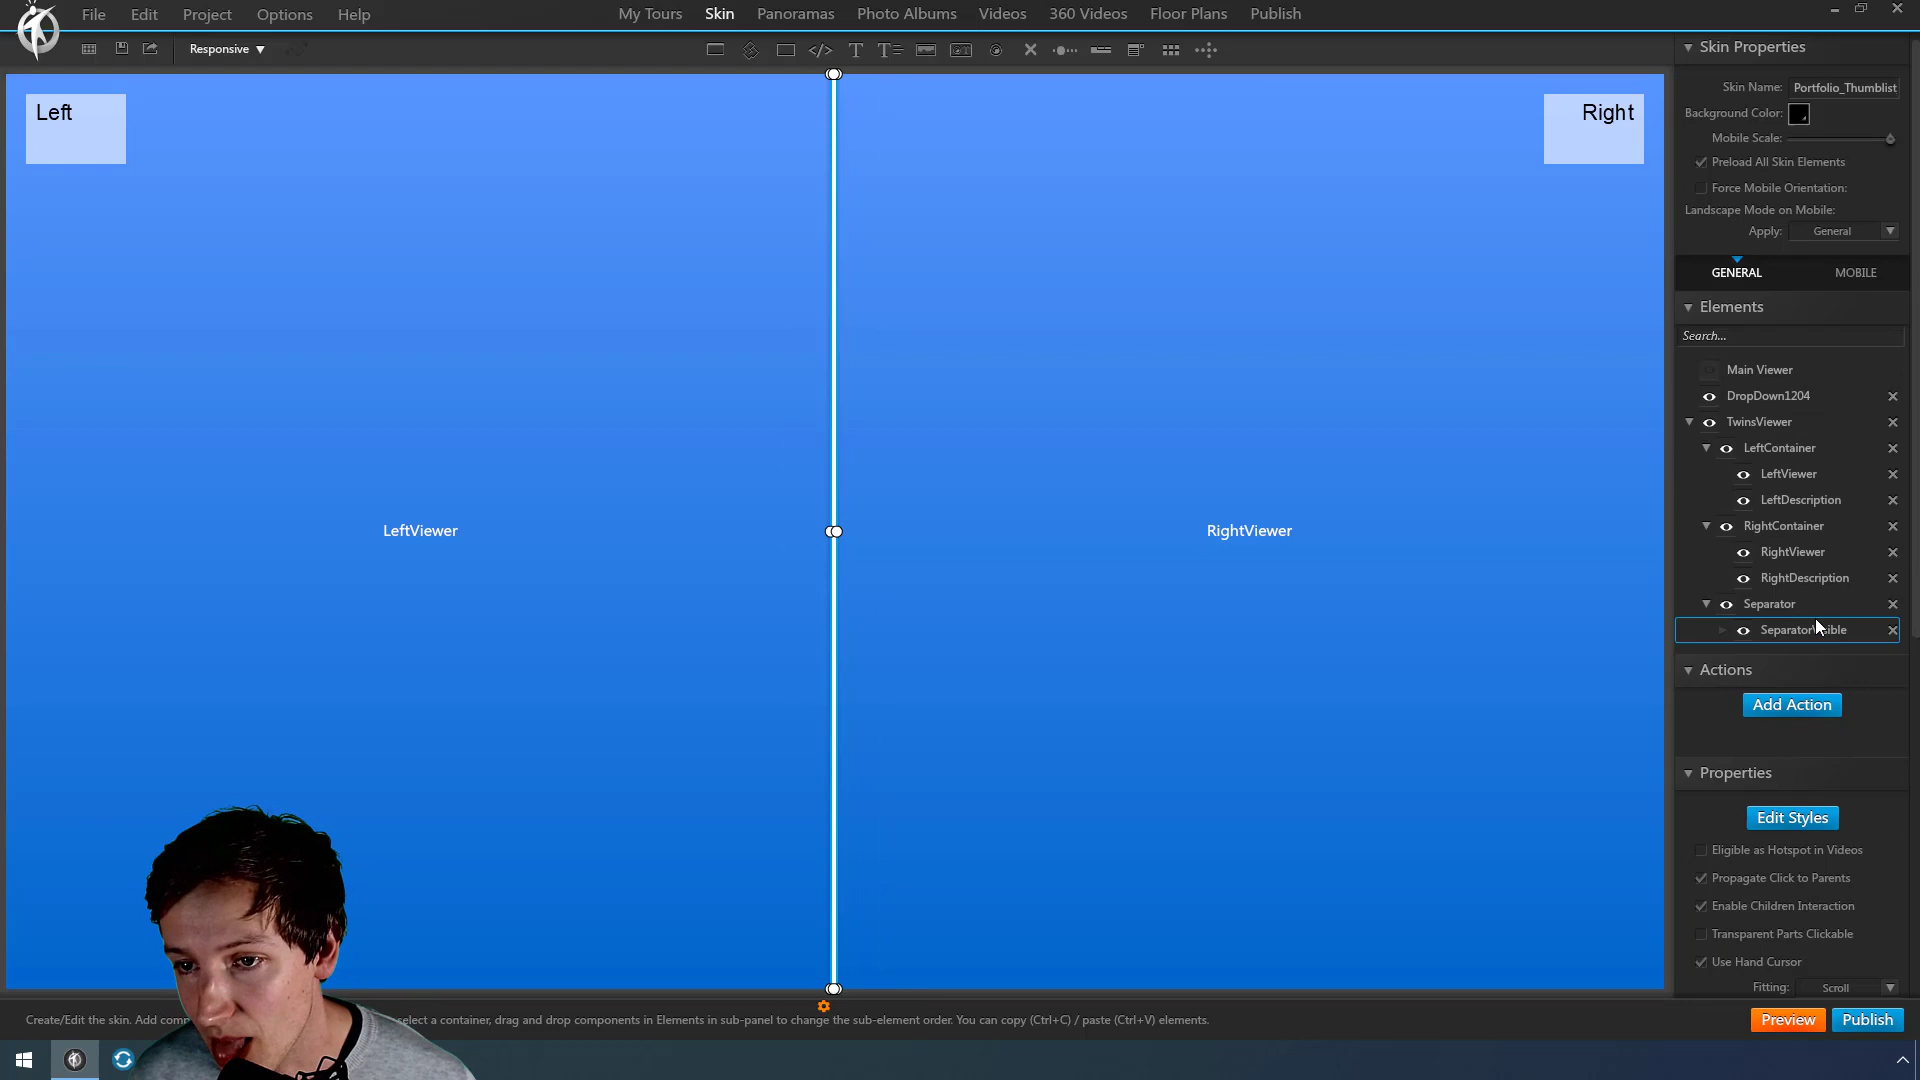 File Edit Project Options Help
My Tours Skin Panoramas Photo Albums Videos 360 Videos Floor Plans Publish
Responsive
Skin Properties
Skin Name: Portfolio_Thumblist
Background Color:
Mobile Scale:
Preload All Skin Elements
Force Mobile Orientation:
Landscape Mode on Mobile:
Apply: General
GENERAL MOBILE
Elements
Search...
Main Viewer
DropDown1204
TwinsViewer
LeftContainer
LeftViewer
LeftDescription
RightContainer
RightViewer
RightDescription
Separator
Actions
Add Action
Properties
Edit Styles
Eligible as Hotspot in Videos
Propagate Click to Parents
Enable Children Interaction
Transparent Parts Clickable
Use Hand Cursor
Fitting: Scroll
Left
Right
LeftViewer
RightViewer
Create/Edit the skin. Add select a container, drag and drop components in Elements in sub-panel to change the sub-element order. You can copy (Ctrl+C) / paste (Ctrl+V) elements.
Preview Publish